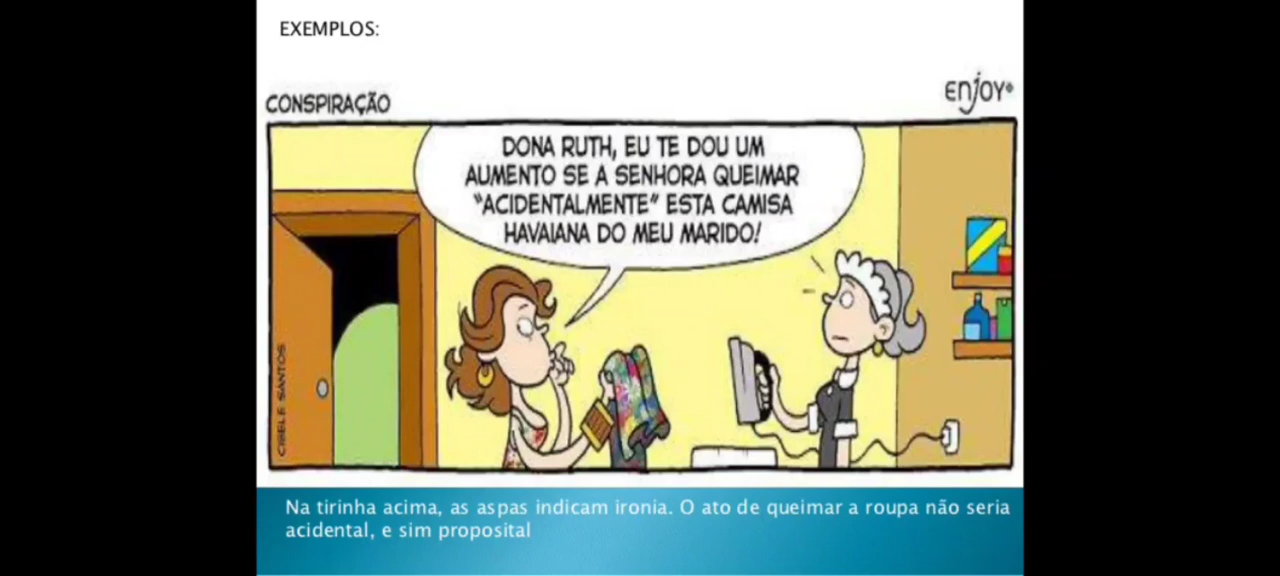 EXEMPLOS:
CONSPIRAÇÃO
ENJOY
DONA RUTH, EU TE DOU UM
AUMENTO SE A SENHORA QUEIMAR
"ACIDENTALMENTE" ESTA CAMISA
HAVAIANA DO MEU MARIDO!
CIBELE SANTOS
Na tirinha acima, as aspas indicam ironia. O ato de queimar a roupa não seria
acidental, e sim proposital